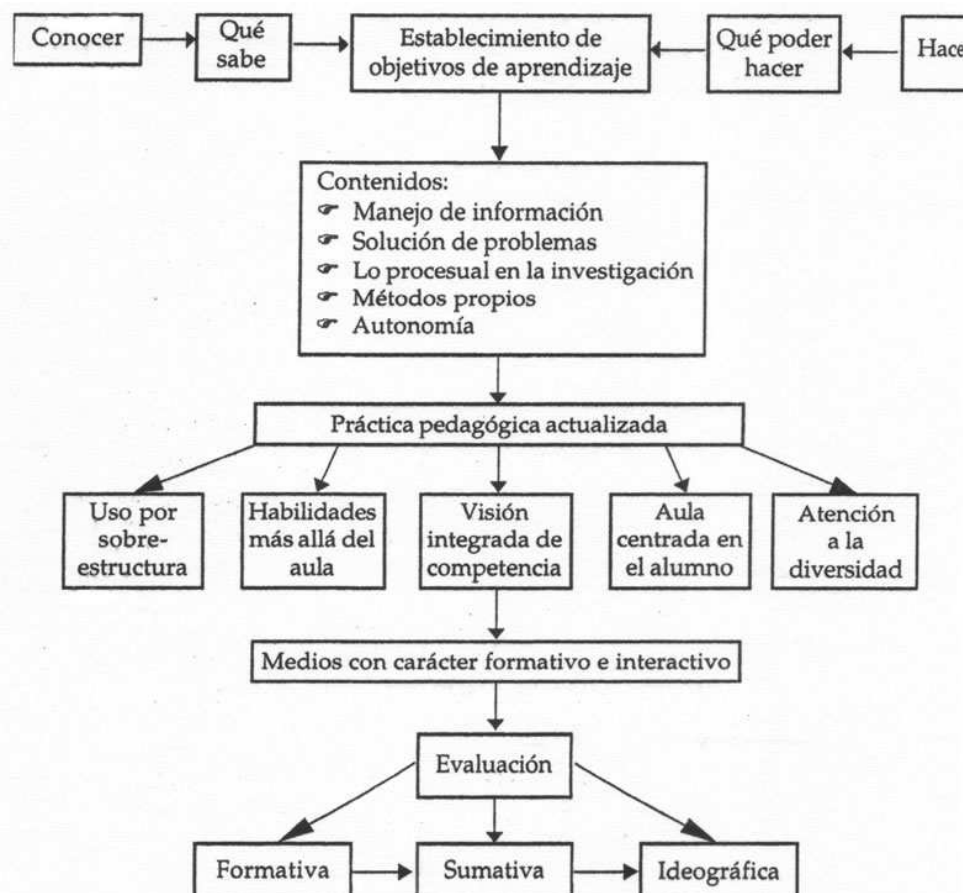 Conocer
Qué
sabe
Establecimiento de
objetivos de aprendizaje
Qué poder
hacer
Hace
Contenidos:
☞ Manejo de información
☞ Solución de problemas
☞ Lo procesual en la investigación
☞ Métodos propios
☞ Autonomía
Práctica pedagógica actualizada
Uso por
sobre-
estructura
Habilidades
más allá del
aula
Visión
integrada de
competencia
Aula
centrada en
el alumno
Atención
a la
diversidad
Medios con carácter formativo e interactivo
Evaluación
Formativa
Sumativa
Ideográfica